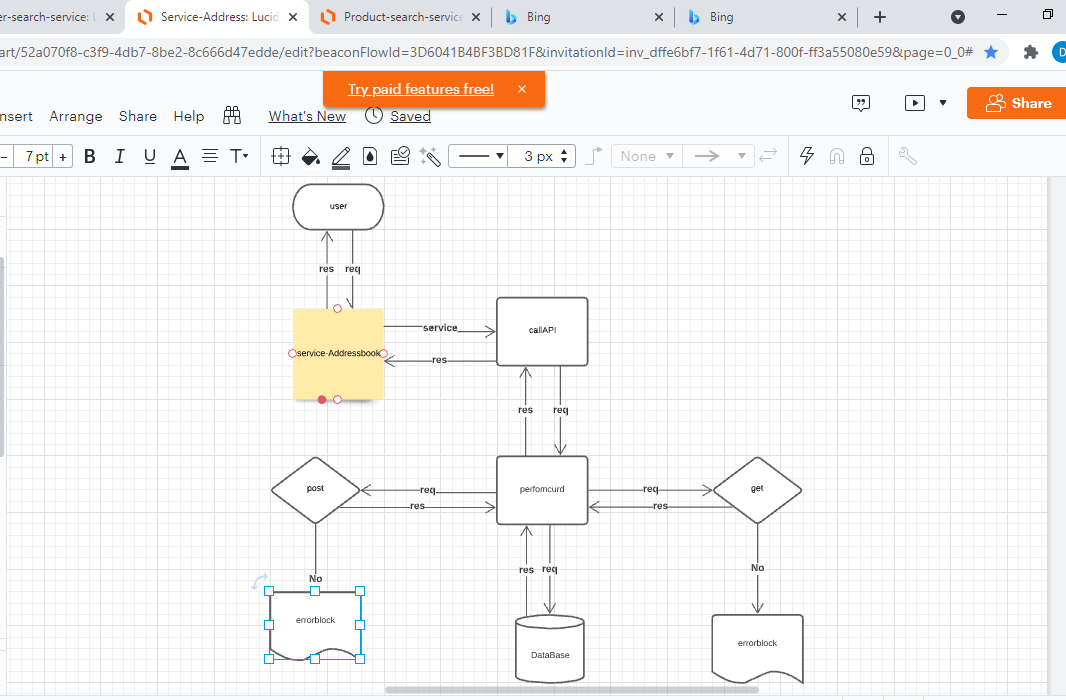 er-search-service: L
Service-Address: Lucid
Product-search-service
Bing
Bing
art/52a070f8-c3f9-4db7-8be2-8c666d47edde/edit?beaconFlowId=3D6041B4BF3BD81F&invitationId=inv_dffe6bf7-1f61-4d71-800f-ff3a55080e59&page=0_0#
D
Try paid features free!
nsert Arrange Share Help What's New Saved
Share
7 pt B I U A T 3 px None
user
res req
service
callAPI
service-Addressbook
res
res req
post
req
res
perfomcurd
req
res
get
No
res req
No
errorblock
DataBase
errorblock